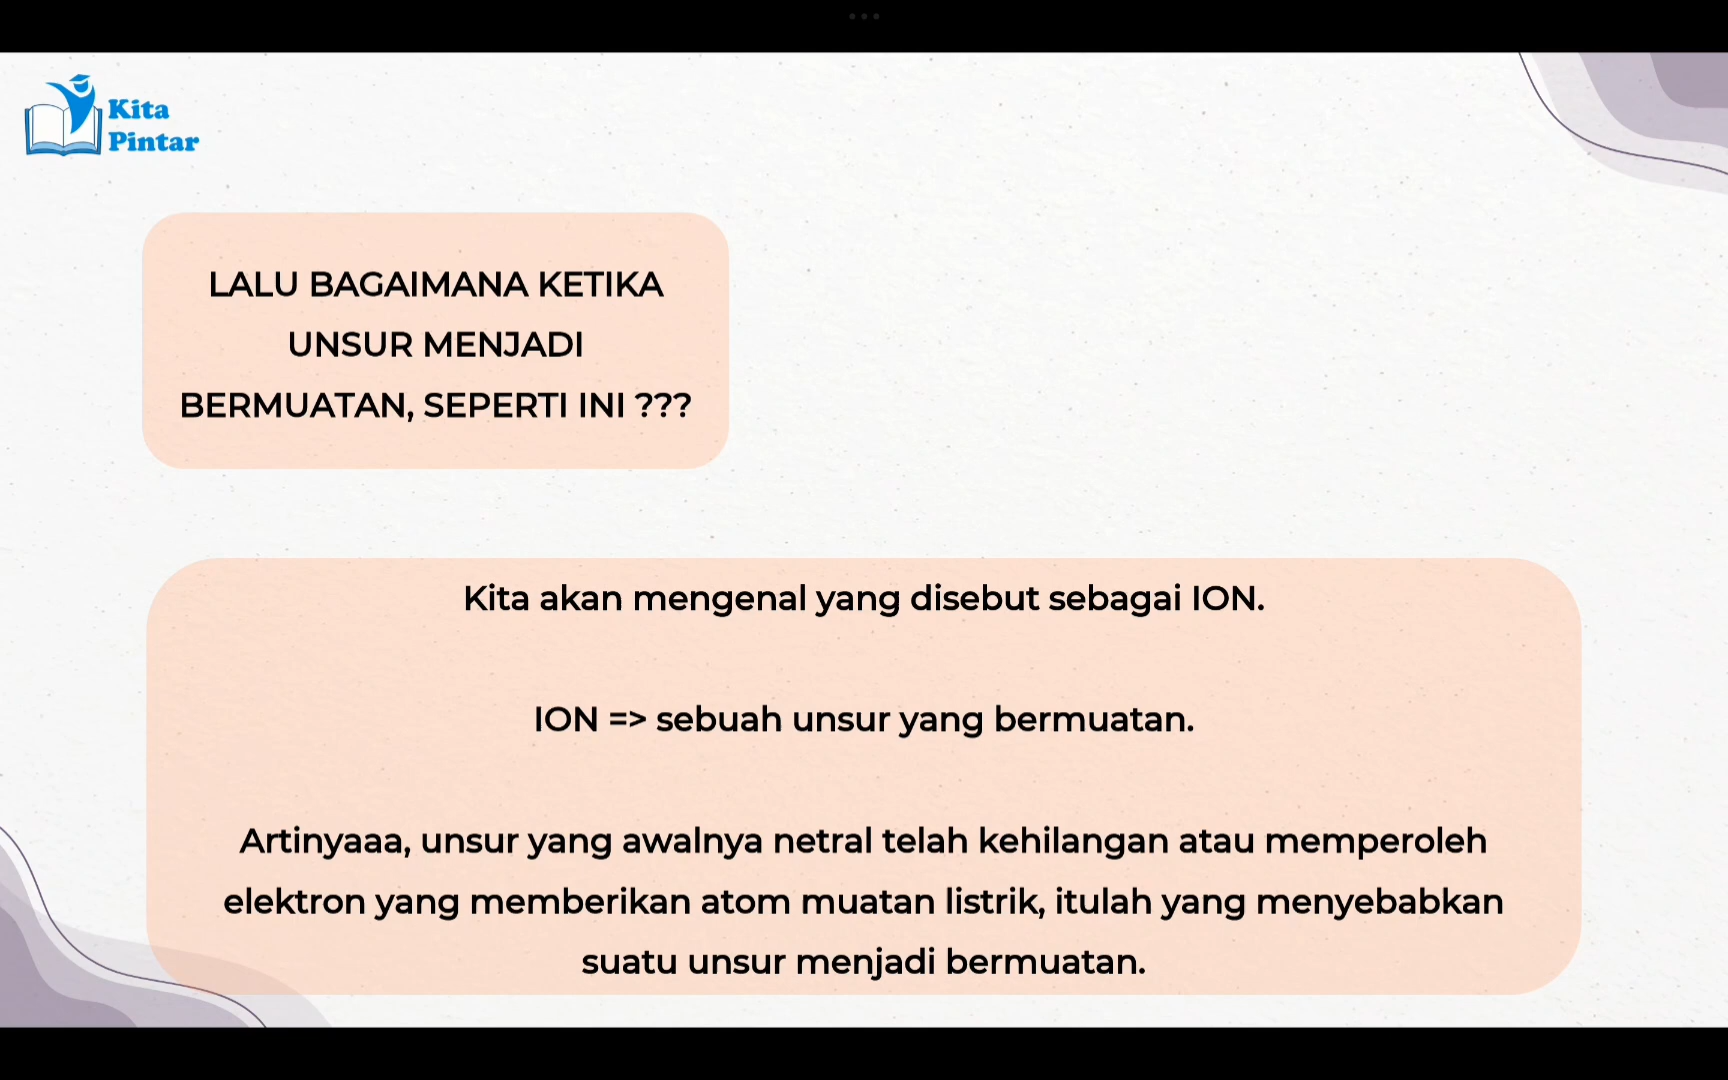 Kita
Pintar
LALU BAGAIMANA KETIKA
UNSUR MENJADI
BERMUATAN, SEPERTI INI ???
Kita akan mengenal yang disebut sebagai ION.
ION => sebuah unsur yang bermuatan.
Artinyaaa, unsur yang awalnya netral telah kehilangan atau memperoleh
elektron yang memberikan atom muatan listrik, itulah yang menyebabkan
suatu unsur menjadi bermuatan.